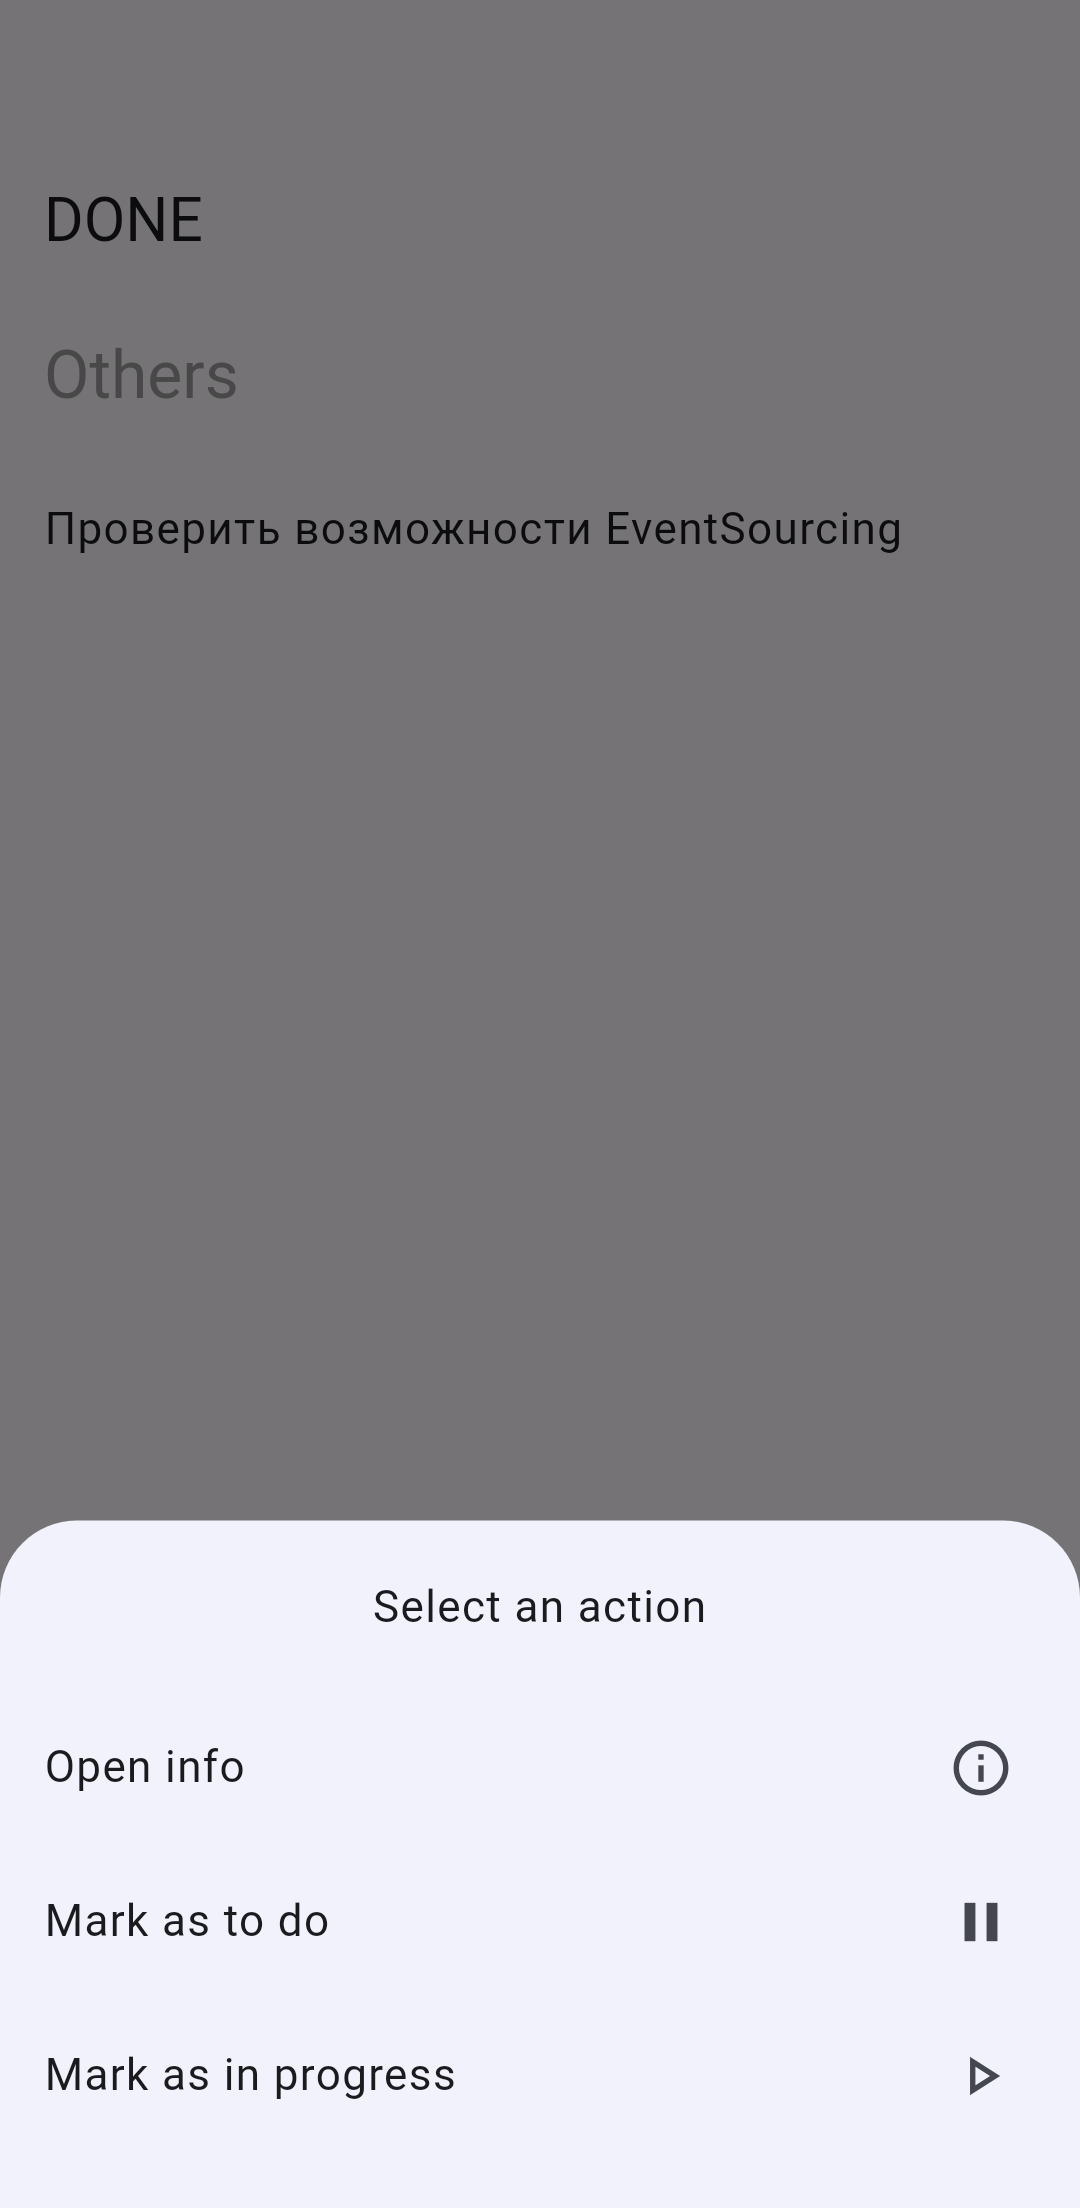 DONE
Others
Проверить возможности EventSourcing
Select an action
Open info
Mark as to do
Mark as in progress